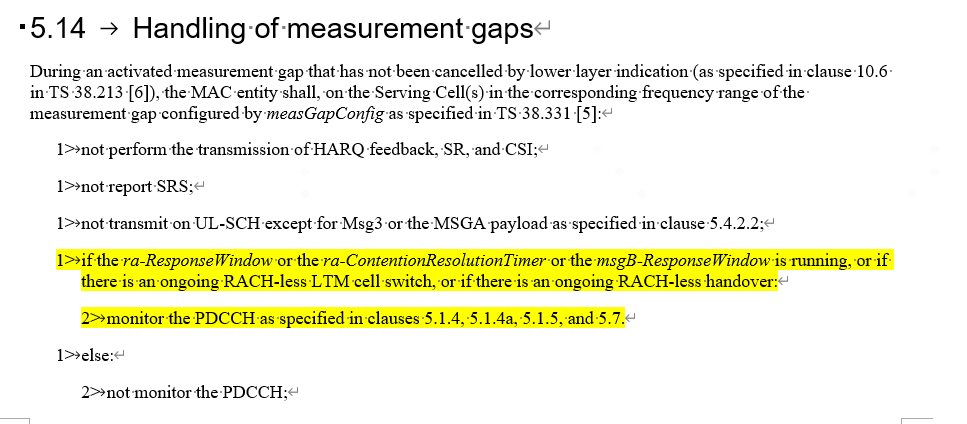 5.14 → Handling of measurement gaps
During an activated measurement gap that has not been cancelled by lower layer indication (as specified in clause 10.6
in TS 38.213 [6]), the MAC entity shall, on the Serving Cell(s) in the corresponding frequency range of the
measurement gap configured by measGapConfig as specified in TS 38.331 [5]:
1> not perform the transmission of HARQ feedback, SR, and CSI;
1> not report SRS;
1> not transmit on UL-SCH except for Msg3 or the MSGA payload as specified in clause 5.4.2.2;
1> if the ra-ResponseWindow or the ra-ContentionResolutionTimer or the msgB-ResponseWindow is running, or if
there is an ongoing RACH-less LTM cell switch, or if there is an ongoing RACH-less handover:
2> monitor the PDCCH as specified in clauses 5.1.4, 5.1.4a, 5.1.5, and 5.7.
1> else:
2> not monitor the PDCCH;